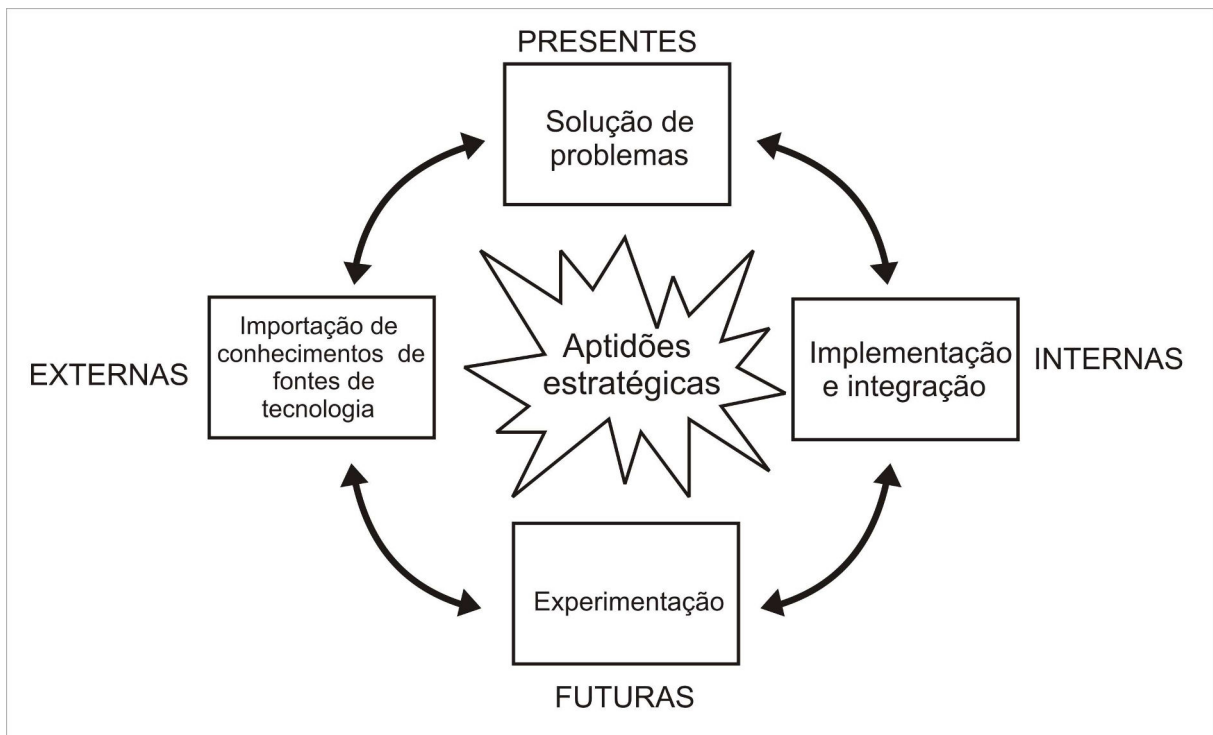 PRESENTES
Solução de
problemas
EXTERNAS
Importação de
conhecimentos de
fontes de
tecnologia
Aptidões
estratégicas
Implementação
e integração
INTERNAS
Experimentação
FUTURAS